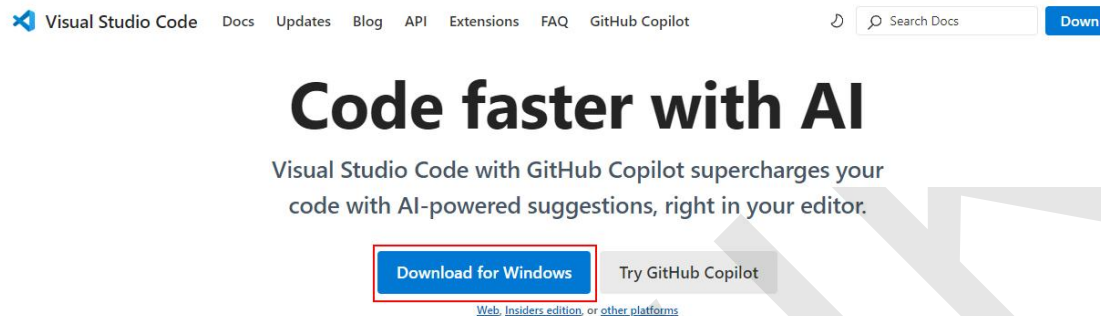 Visual Studio Code Docs Updates Blog API Extensions FAQ GitHub Copilot Search Docs Down
Code faster with AI
Visual Studio Code with GitHub Copilot supercharges your
code with AI-powered suggestions, right in your editor.
Download for Windows Try GitHub Copilot
Web, Insiders edition, or other platforms